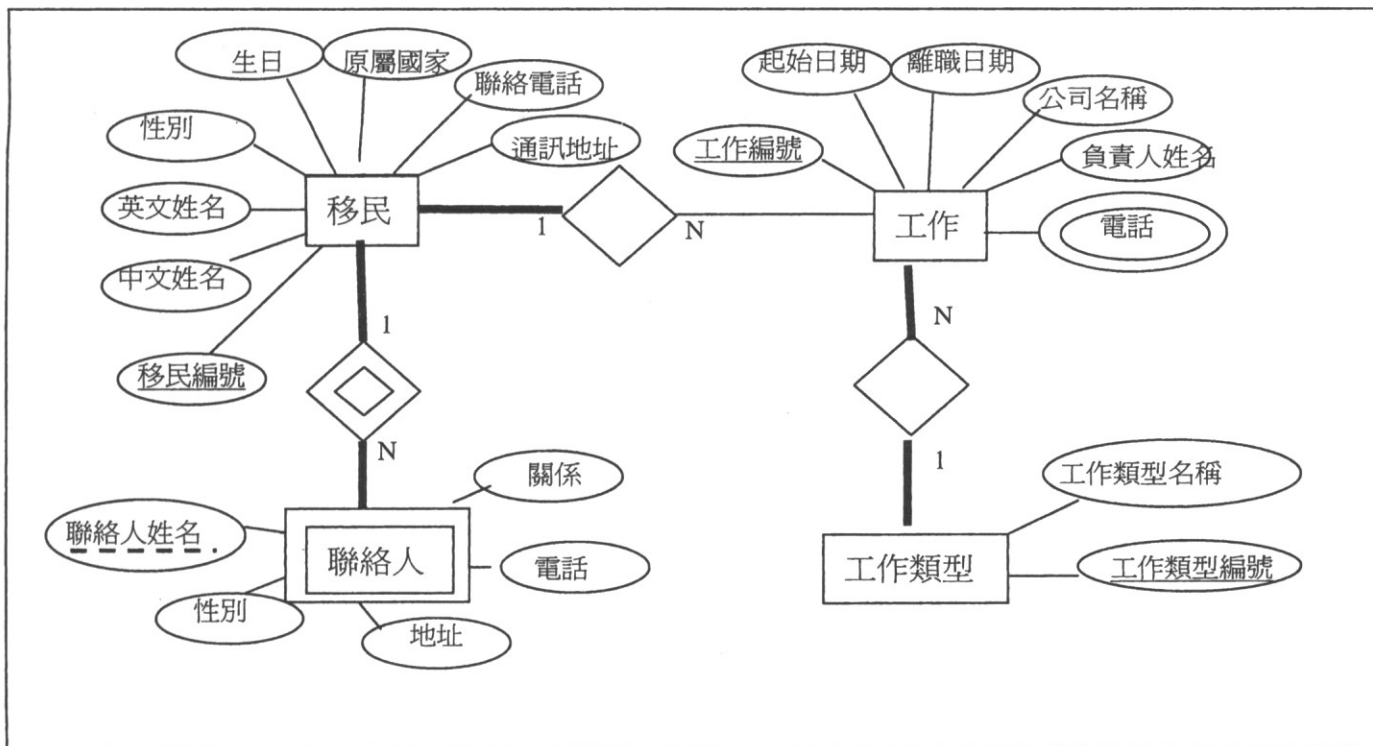 生日
原屬國家
聯絡電話
起始日期
離職日期
公司名稱
性別
通訊地址
工作編號
負責人姓名
英文姓名
移民
1
N
工作
電話
中文姓名
移民編號
1
N
N
1
關係
工作類型名稱
聯絡人姓名
聯絡人
電話
工作類型
工作類型編號
性別
地址